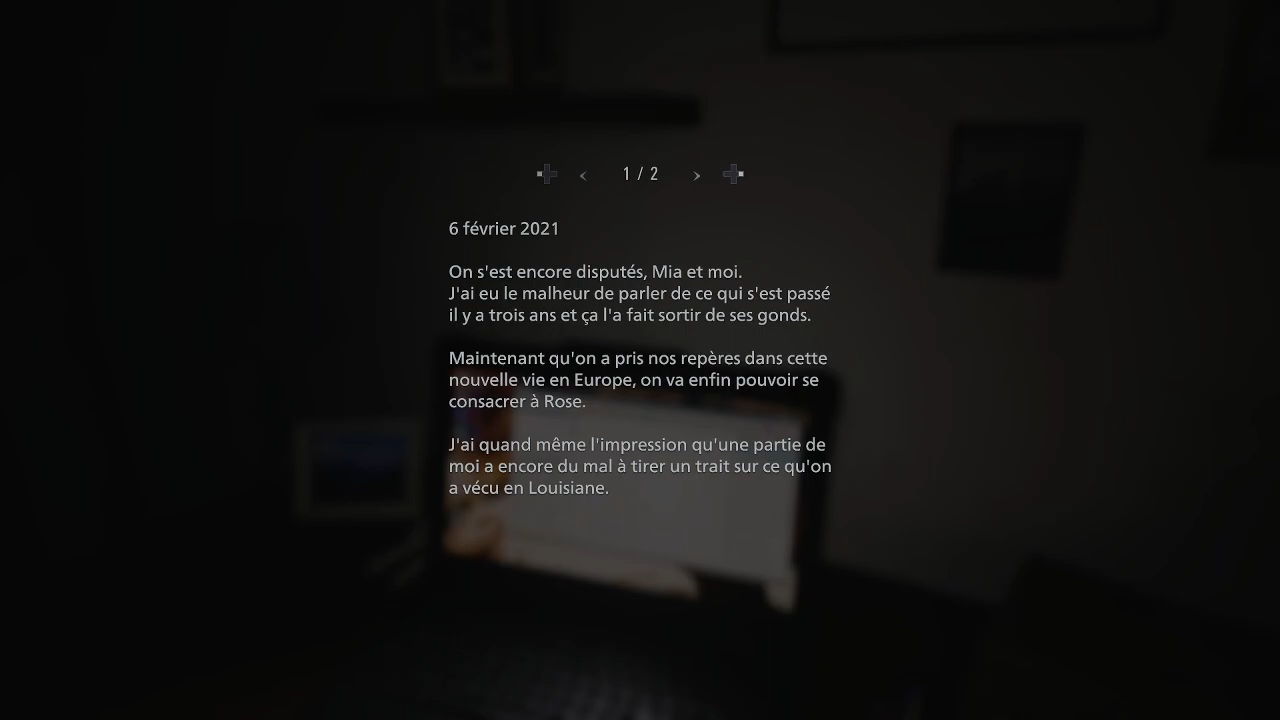 1 / 2
6 février 2021
On s'est encore disputés, Mia et moi.
J'ai eu le malheur de parler de ce qui s'est passé
il y a trois ans et ça l'a fait sortir de ses gonds.
Maintenant qu'on a pris nos repères dans cette
nouvelle vie en Europe, on va enfin pouvoir se
consacrer à Rose.
J'ai quand même l'impression qu'une partie de
moi a encore du mal à tirer un trait sur ce qu'on
a vécu en Louisiane.